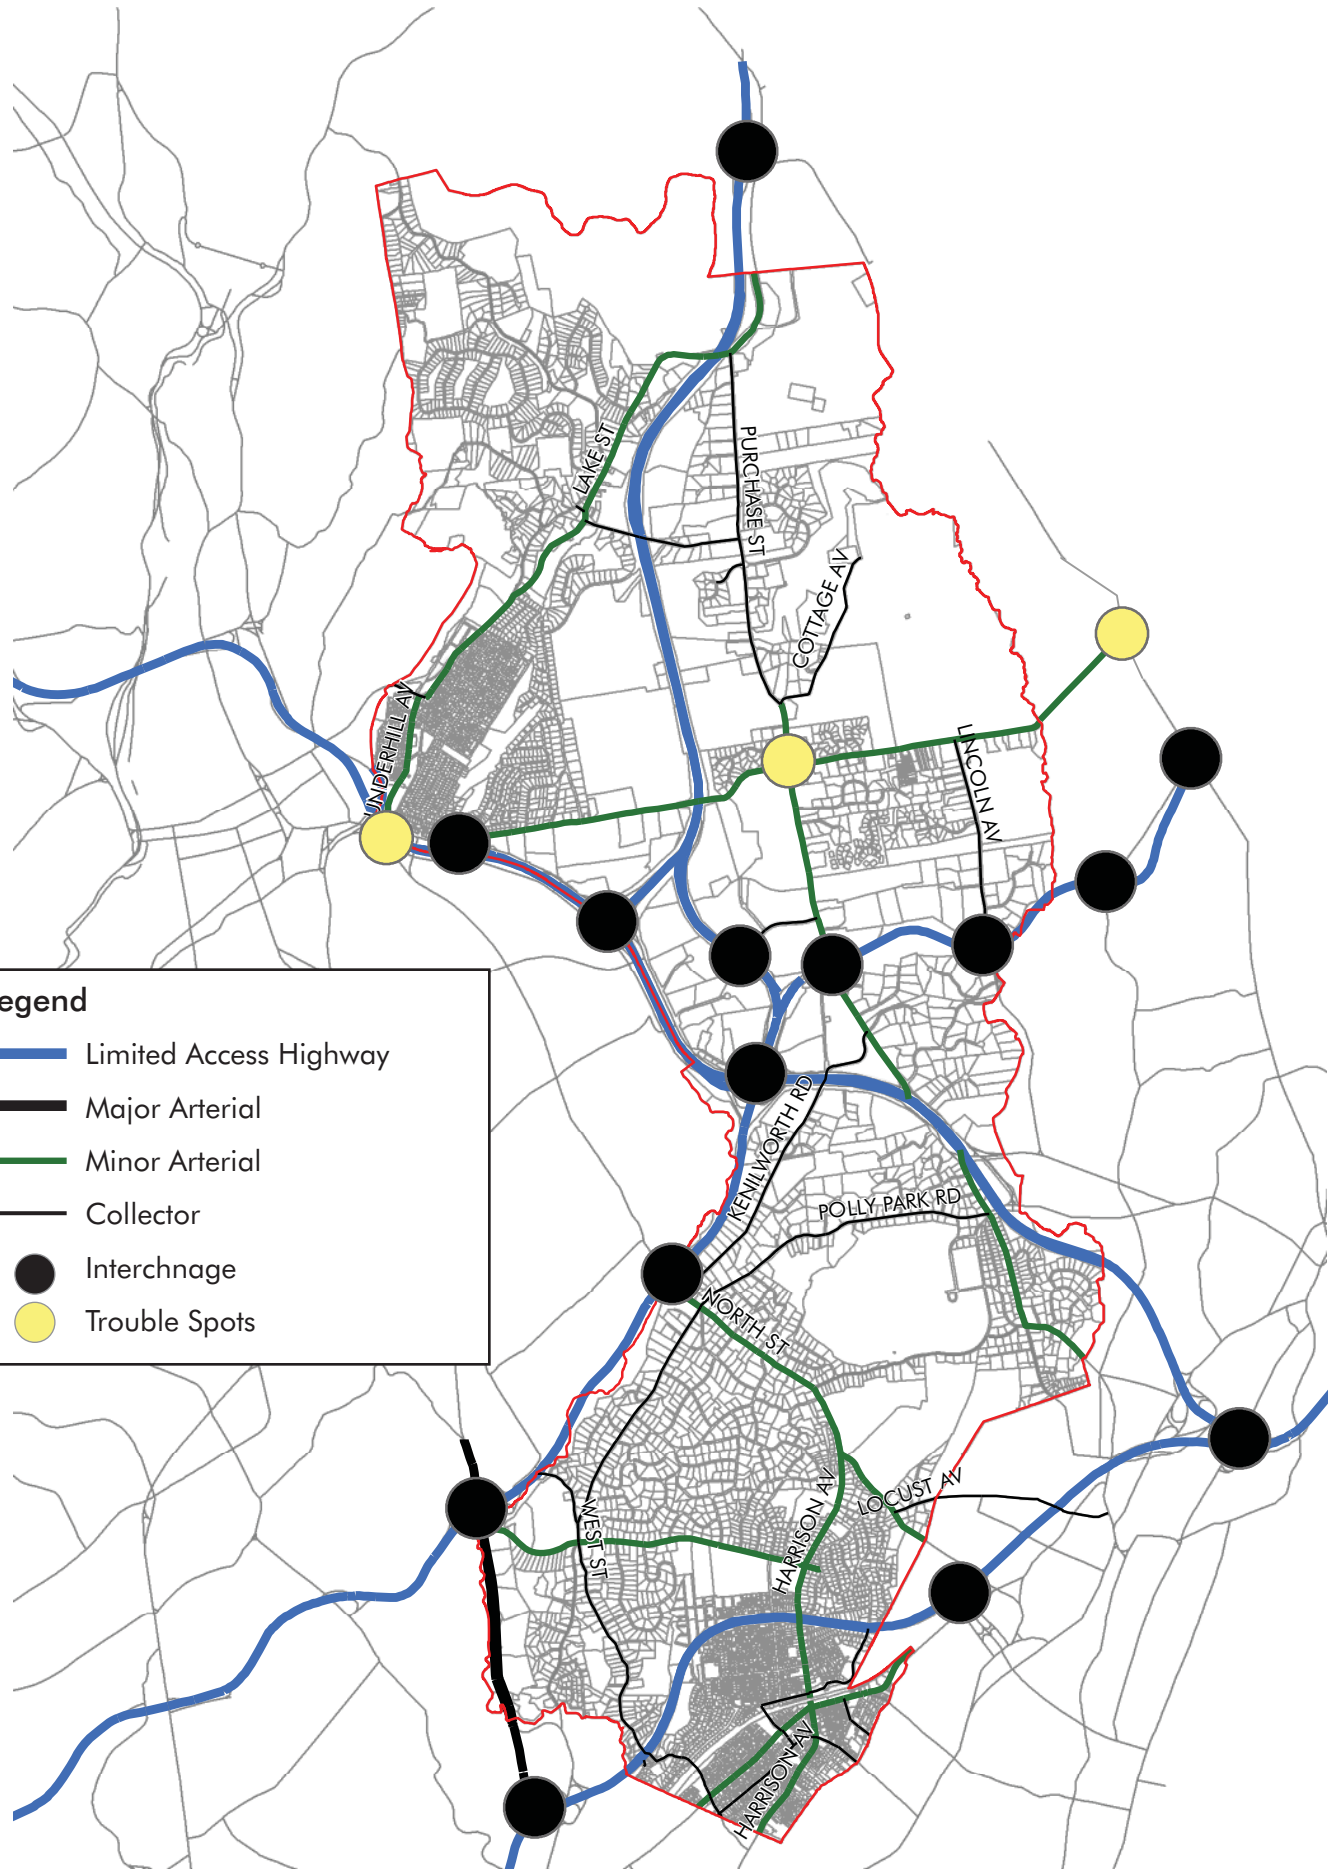 LAKE ST
PURCHASE ST
COTTAGE AV
UNDERHILL AV
LINCOLN AV
egend
Limited Access Highway
Major Arterial
Minor Arterial
Collector
Interchnage
Trouble Spots
KENILWORTH RD
POLLY PARK RD
NORTH ST
WEST ST
HARRISON AV
LOCUST AV
HARRISON AV